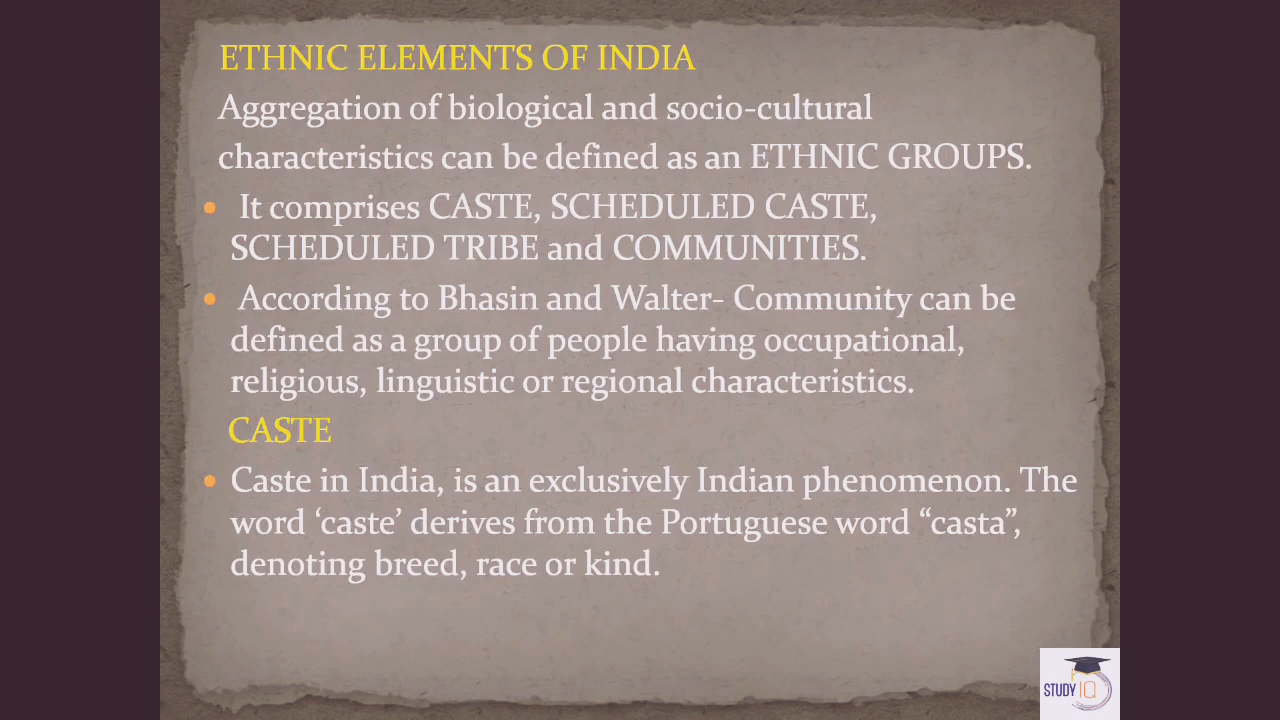 ETHNIC ELEMENTS OF INDIA
Aggregation of biological and socio-cultural
characteristics can be defined as an ETHNIC GROUPS.
• It comprises CASTE, SCHEDULED CASTE,
SCHEDULED TRIBE and COMMUNITIES.
• According to Bhasin and Walter- Community can be
defined as a group of people having occupational,
religious, linguistic or regional characteristics.
CASTE
• Caste in India, is an exclusively Indian phenomenon. The
word ‘caste’ derives from the Portuguese word “casta”,
denoting breed, race or kind.
STUDY IQ